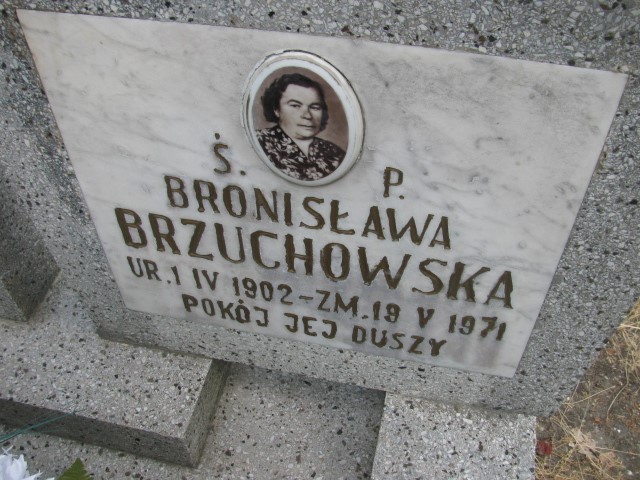 Ś. P.
BRONISŁAWA
BRZUCHOWSKA
UR. 1 IV 1902 – ZM. 19 V 1971
POKÓJ JEJ DUSZY